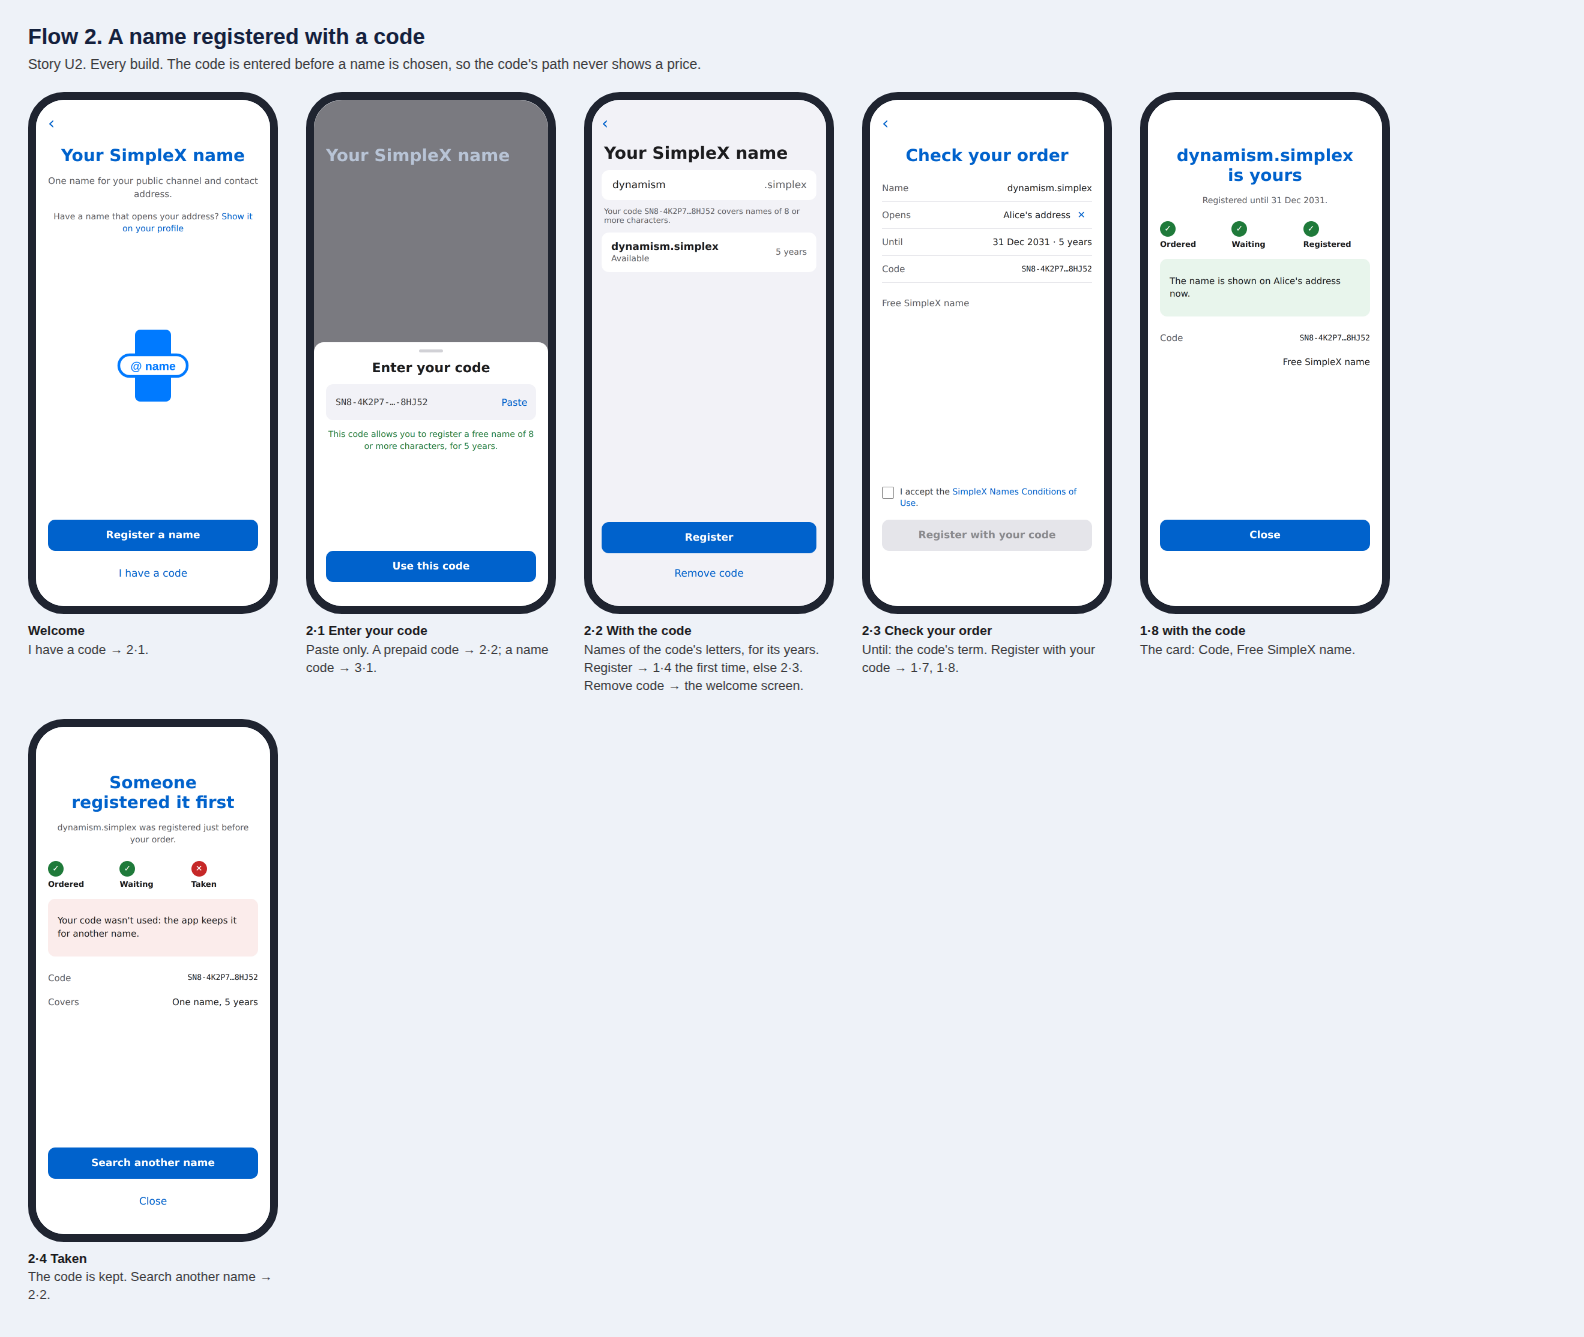 Flow 2. A name registered with a code
Story U2. Every build. The code is entered before a name is chosen, so the code's path never shows a price.
Your SimpleX name
One name for your public channel and contact
address.
Have a name that opens your address? Show it
on your profile
@ name
Register a name
I have a code
Welcome
I have a code → 2·1.
Your SimpleX name
Enter your code
SN8-4K2P7-…-8HJ52
Paste
This code allows you to register a free name of 8
or more characters, for 5 years.
Use this code
2·1 Enter your code
Paste only. A prepaid code → 2·2; a name
code → 3·1.
Your SimpleX name
dynamism
.simplex
Your code SN8-4K2P7…8HJ52 covers names of 8 or
more characters.
dynamism.simplex
Available
5 years
Register
Remove code
2·2 With the code
Names of the code's letters, for its years.
Register → 1·4 the first time, else 2·3.
Remove code → the welcome screen.
Check your order
Name dynamism.simplex
Opens Alice's address ✕
Until 31 Dec 2031 · 5 years
Code SN8-4K2P7…8HJ52
Free SimpleX name
I accept the SimpleX Names Conditions of
Use.
Register with your code
2·3 Check your order
Until: the code's term. Register with your
code → 1·7, 1·8.
dynamism.simplex
is yours
Registered until 31 Dec 2031.
Ordered Waiting Registered
The name is shown on Alice's address
now.
Code SN8-4K2P7…8HJ52
Free SimpleX name
Close
1·8 with the code
The card: Code, Free SimpleX name.
Someone
registered it first
dynamism.simplex was registered just before
your order.
Ordered Waiting Taken
Your code wasn't used: the app keeps it
for another name.
Code SN8-4K2P7…8HJ52
Covers One name, 5 years
Search another name
Close
2·4 Taken
The code is kept. Search another name →
2·2.